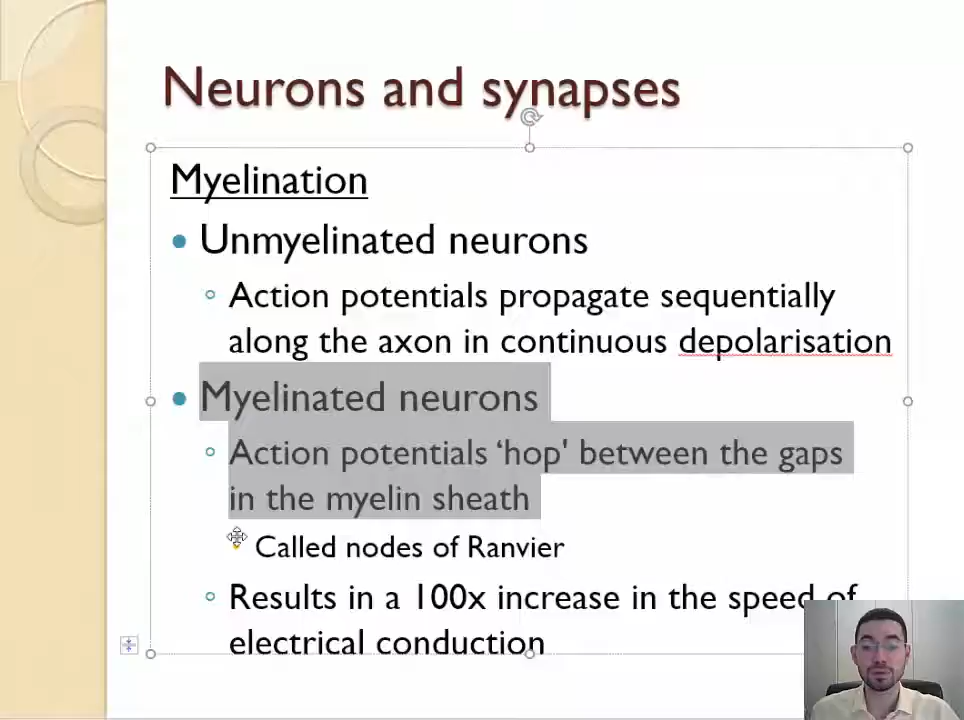 Neurons and synapses
Myelination
Unmyelinated neurons
Action potentials propagate sequentially
along the axon in continuous depolarisation
Myelinated neurons
Action potentials ‘hop' between the gaps
in the myelin sheath
Called nodes of Ranvier
Results in a 100x increase in the speed of
electrical conduction